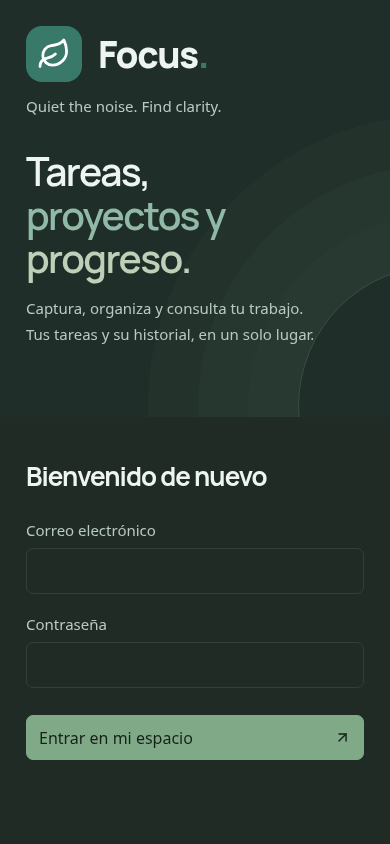 Focus.
Quiet the noise. Find clarity.
Tareas,
proyectos y
progreso.
Captura, organiza y consulta tu trabajo.
Tus tareas y su historial, en un solo lugar.
Bienvenido de nuevo
Correo electrónico
Contraseña
Entrar en mi espacio